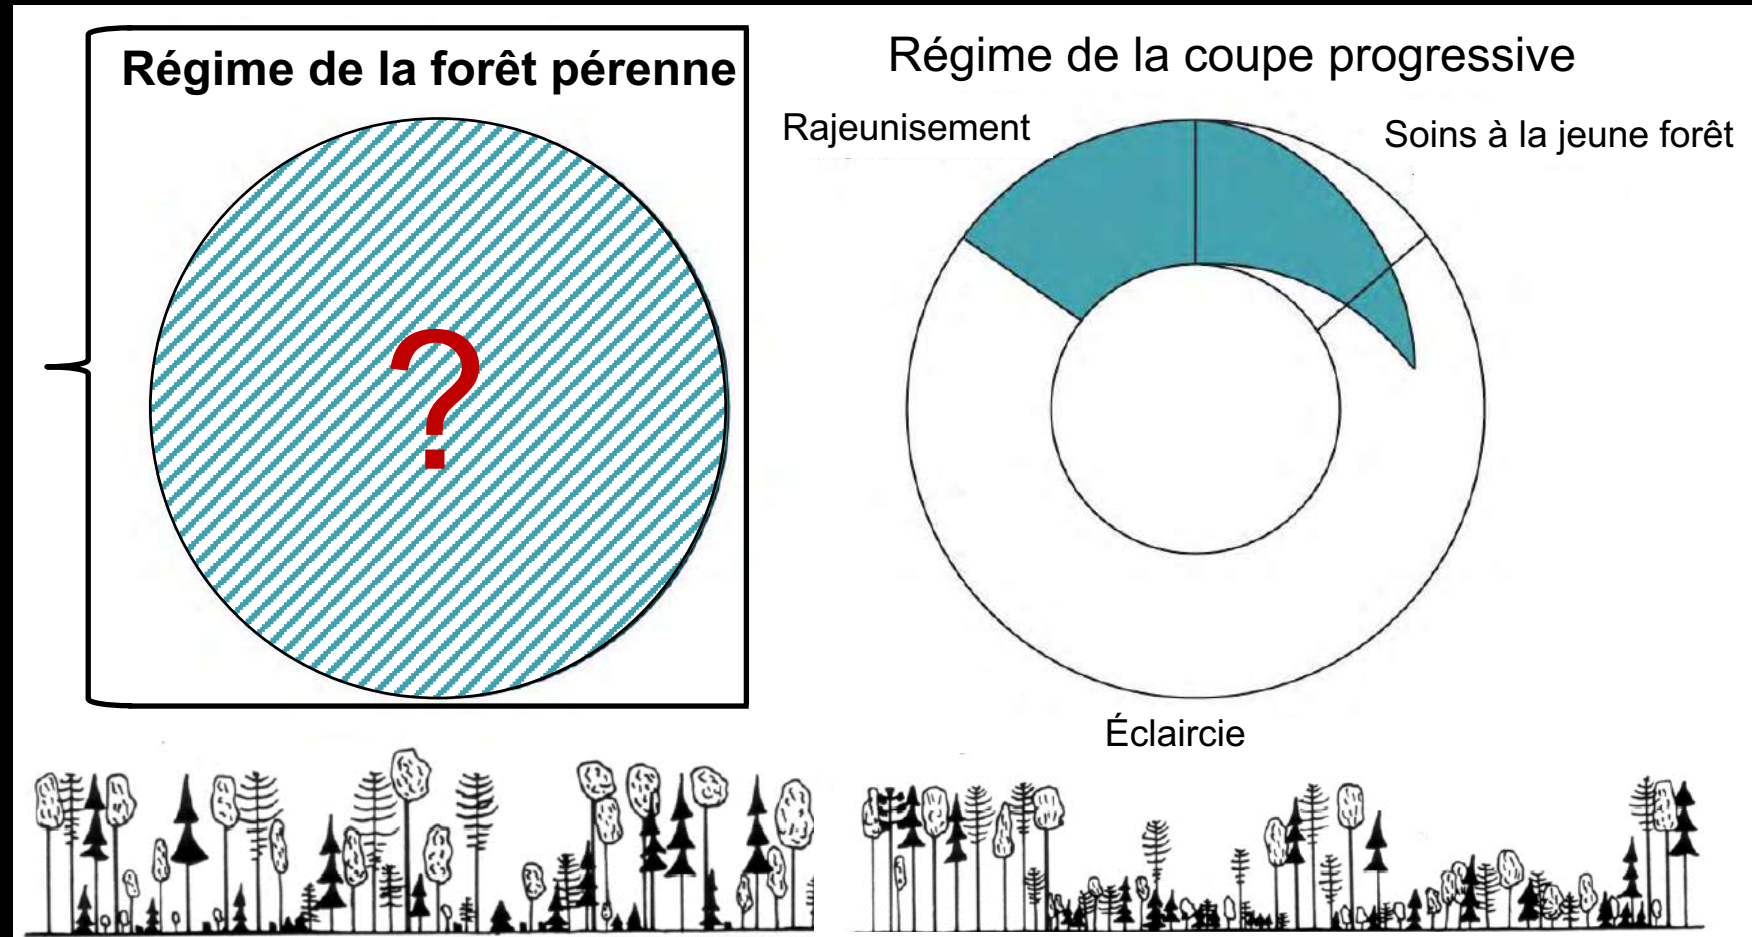 Régime de la forêt pérenne
?
Régime de la coupe progressive
Rajeunisement
Soins à la jeune forêt
Éclaircie